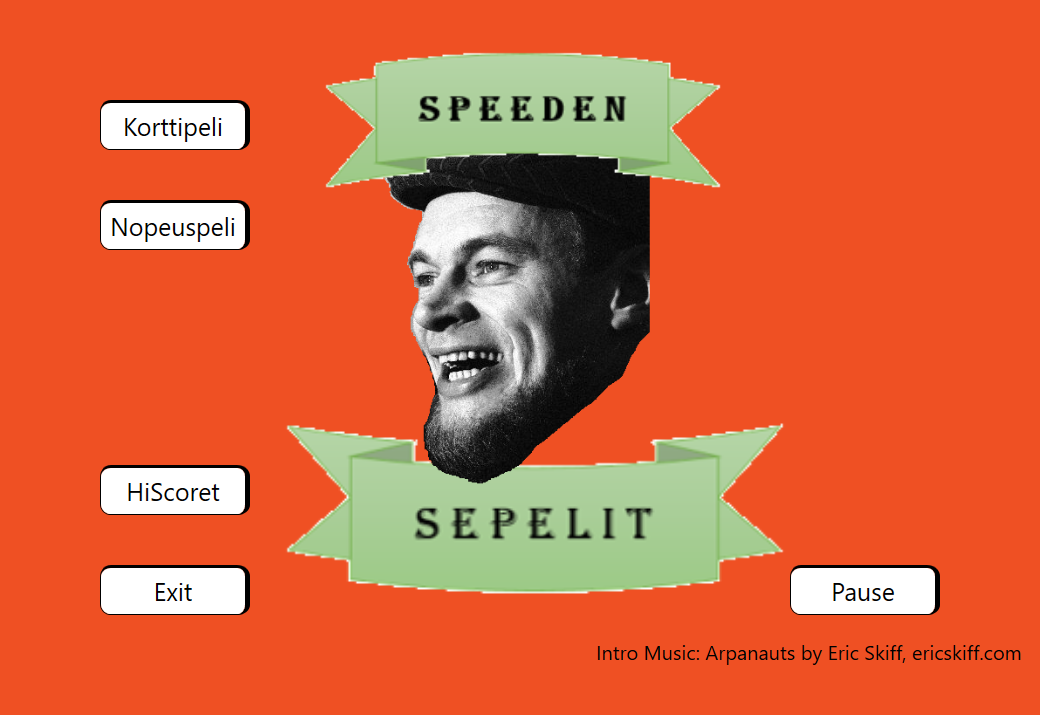 SPEEDEN
Korttipeli
Nopeuspeli
HiScoret
SEPELIT
Exit
Pause
Intro Music: Arpanauts by Eric Skiff, ericskiff.com